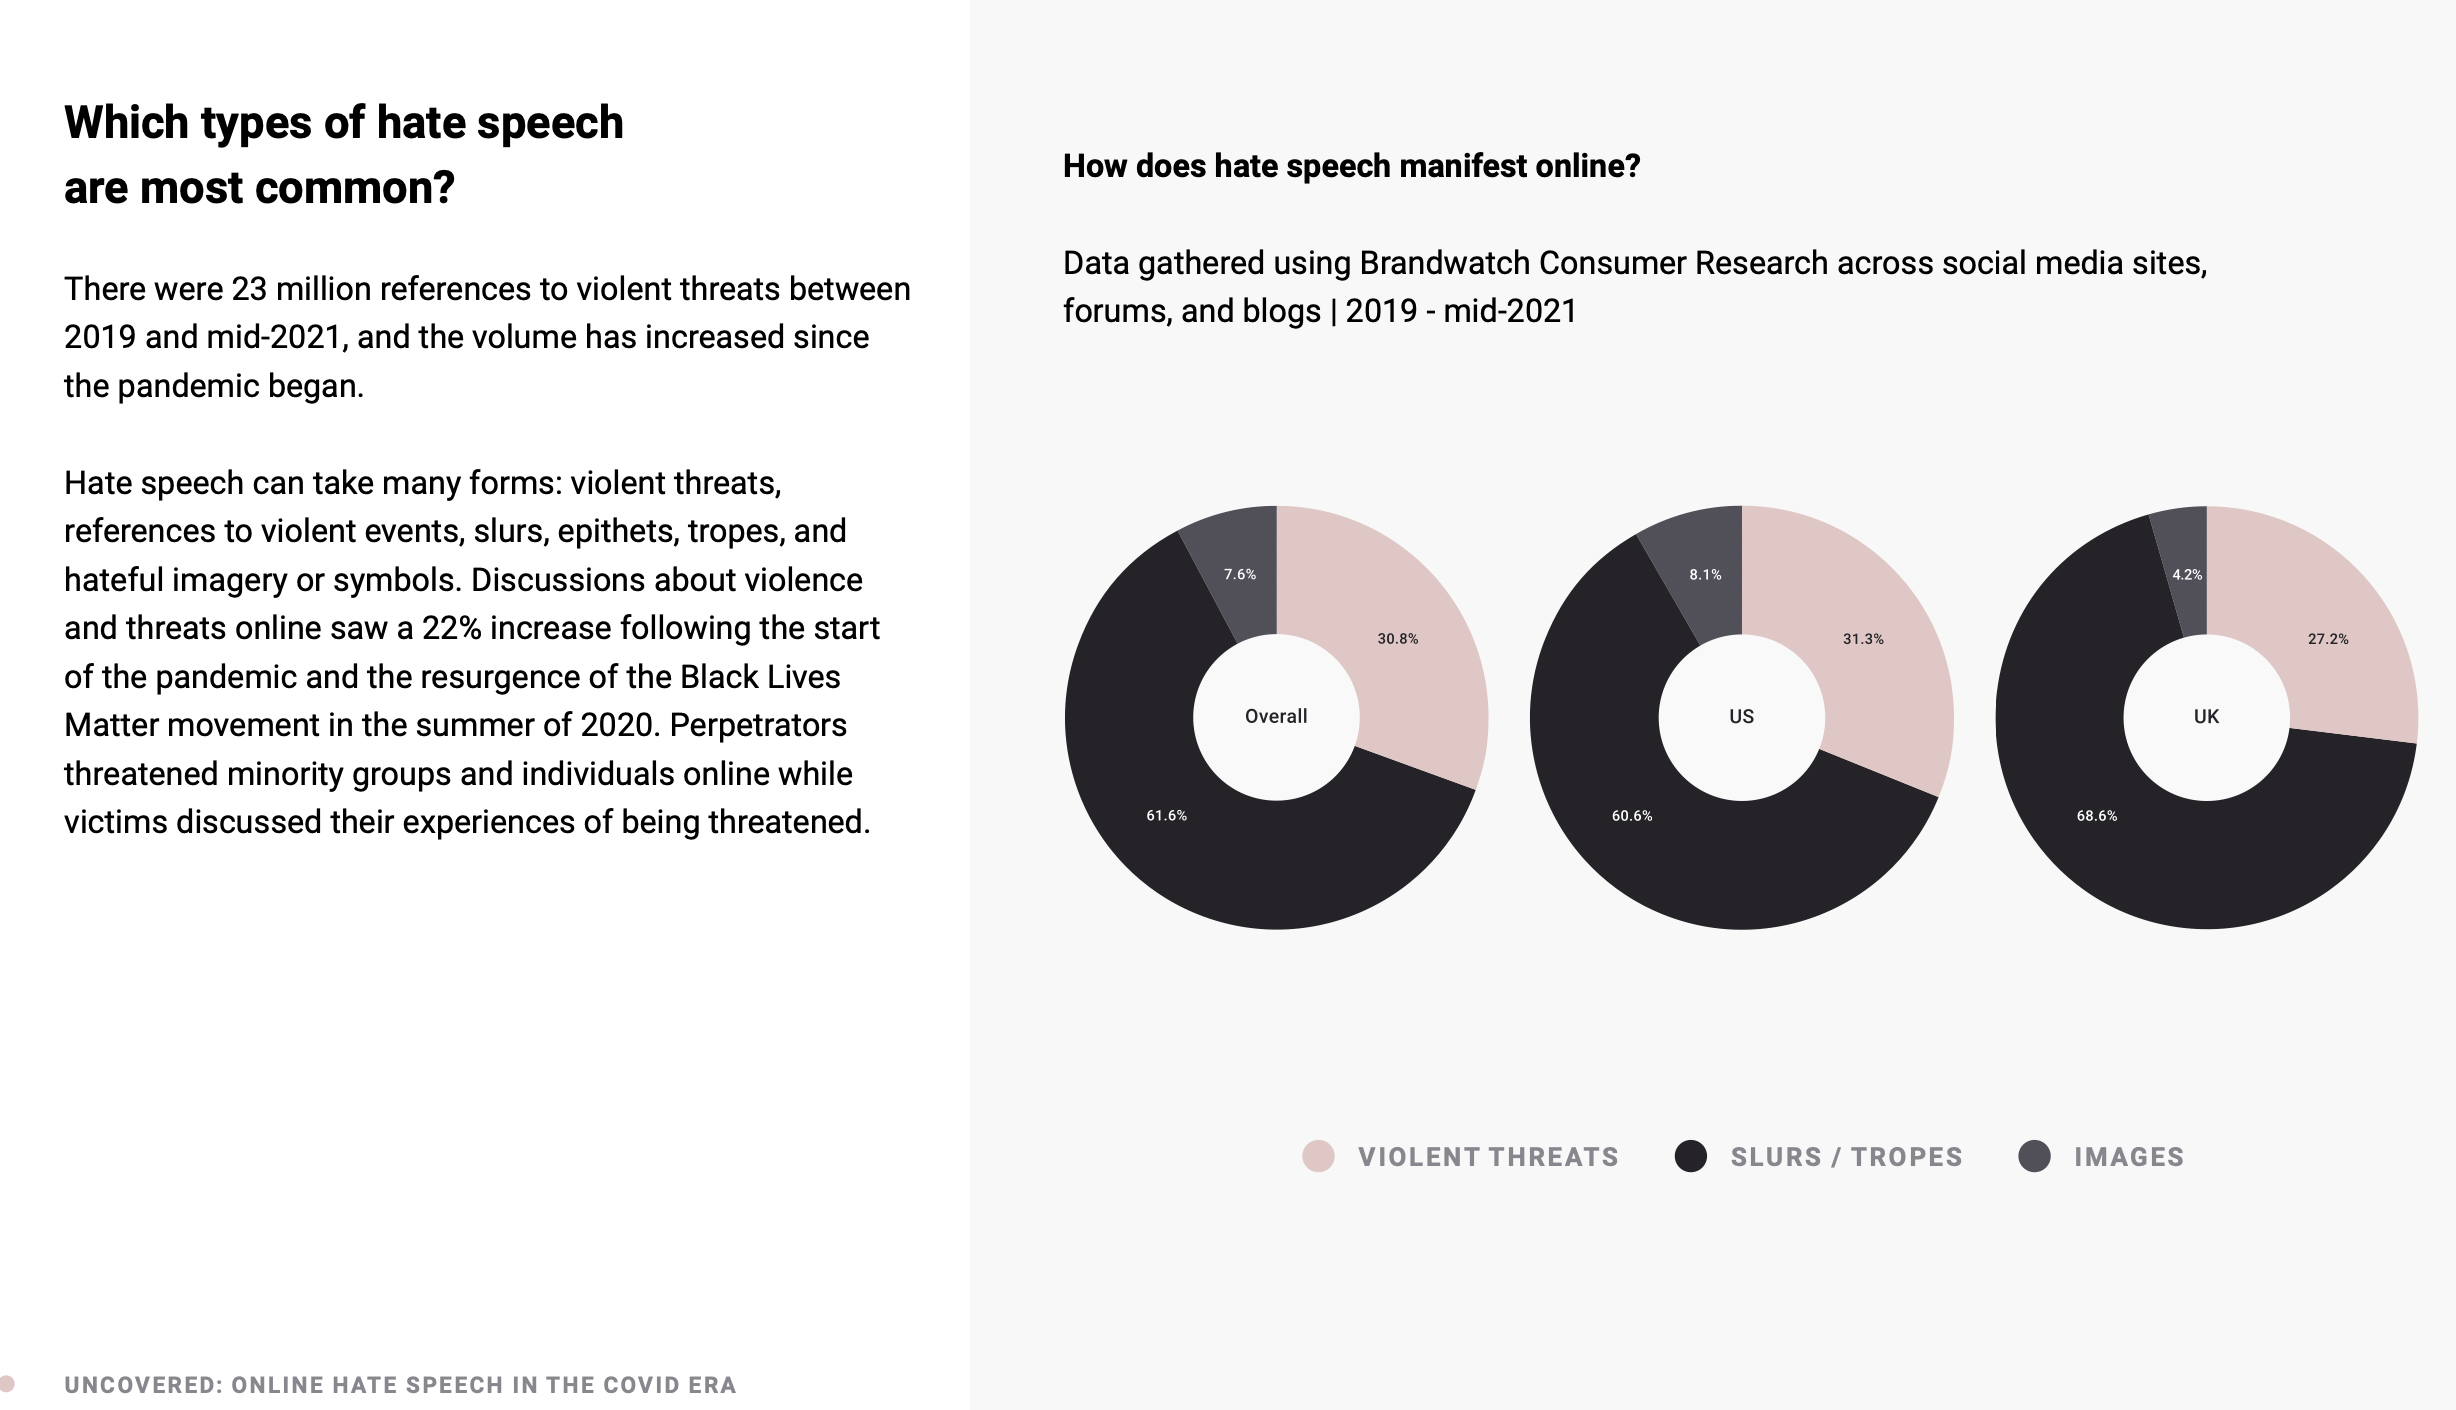 Which types of hate speech
are most common?
There were 23 million references to violent threats between
2019 and mid-2021, and the volume has increased since
the pandemic began.
Hate speech can take many forms: violent threats,
references to violent events, slurs, epithets, tropes, and
hateful imagery or symbols. Discussions about violence
and threats online saw a 22% increase following the start
of the pandemic and the resurgence of the Black Lives
Matter movement in the summer of 2020. Perpetrators
threatened minority groups and individuals online while
victims discussed their experiences of being threatened.
UNCOVERED: ONLINE HATE SPEECH IN THE COVID ERA
How does hate speech manifest online?
Data gathered using Brandwatch Consumer Research across social media sites,
forums, and blogs | 2019 - mid-2021
7.6%
30.8%
Overall
61.6%
8.1%
31.3%
US
60.6%
4.2%
27.2%
UK
68.6%
VIOLENT THREATS
SLURS / TROPES
IMAGES